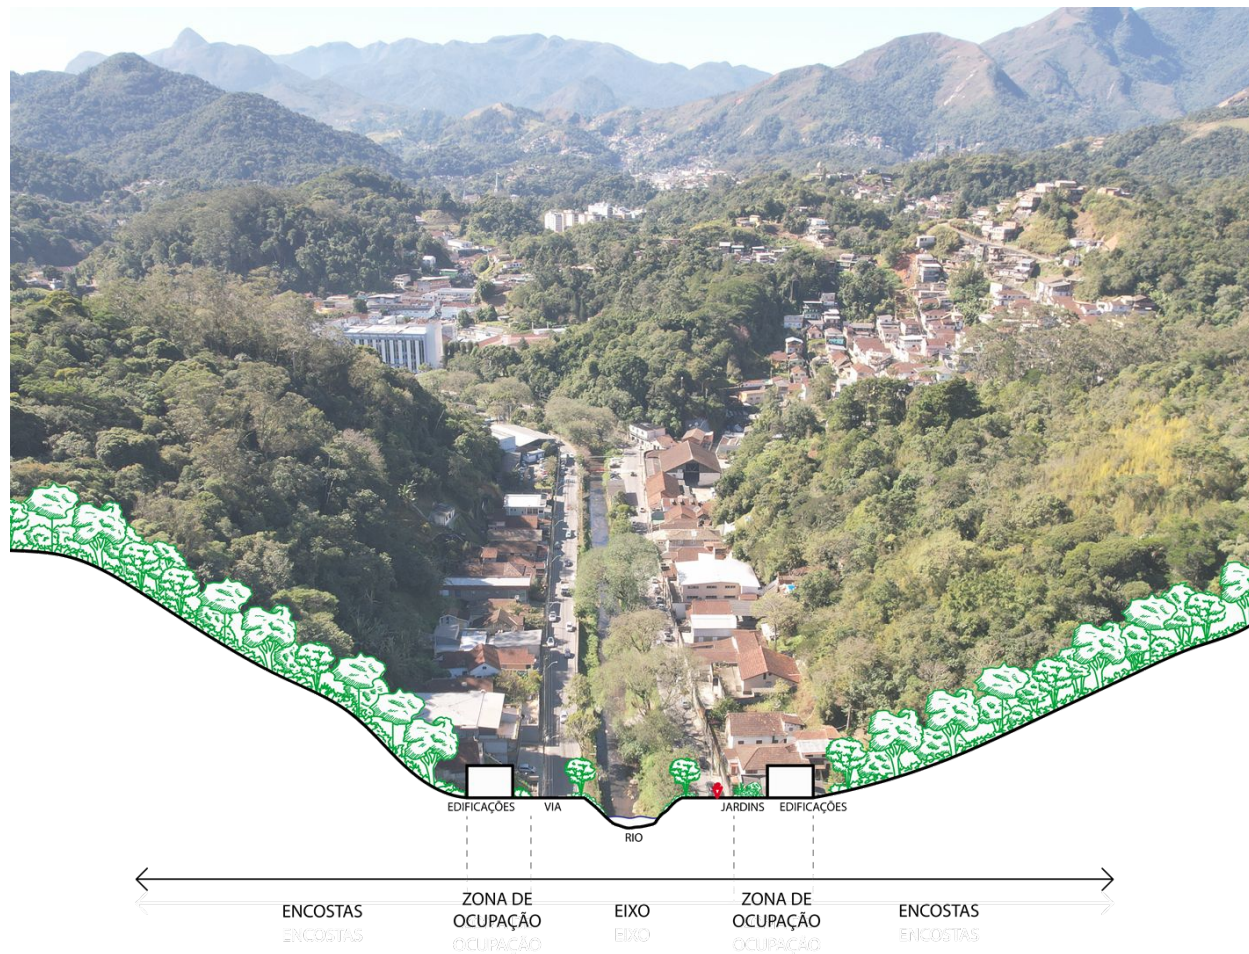 EDIFICAÇÕES VIA JARDINS EDIFICAÇÕES
RIO
ENCOSTAS ZONA DE OCUPAÇÃO EIXO ZONA DE OCUPAÇÃO ENCOSTAS
ENCOSTAS OCUPAÇÃO EIXO OCUPAÇÃO ENCOSTAS